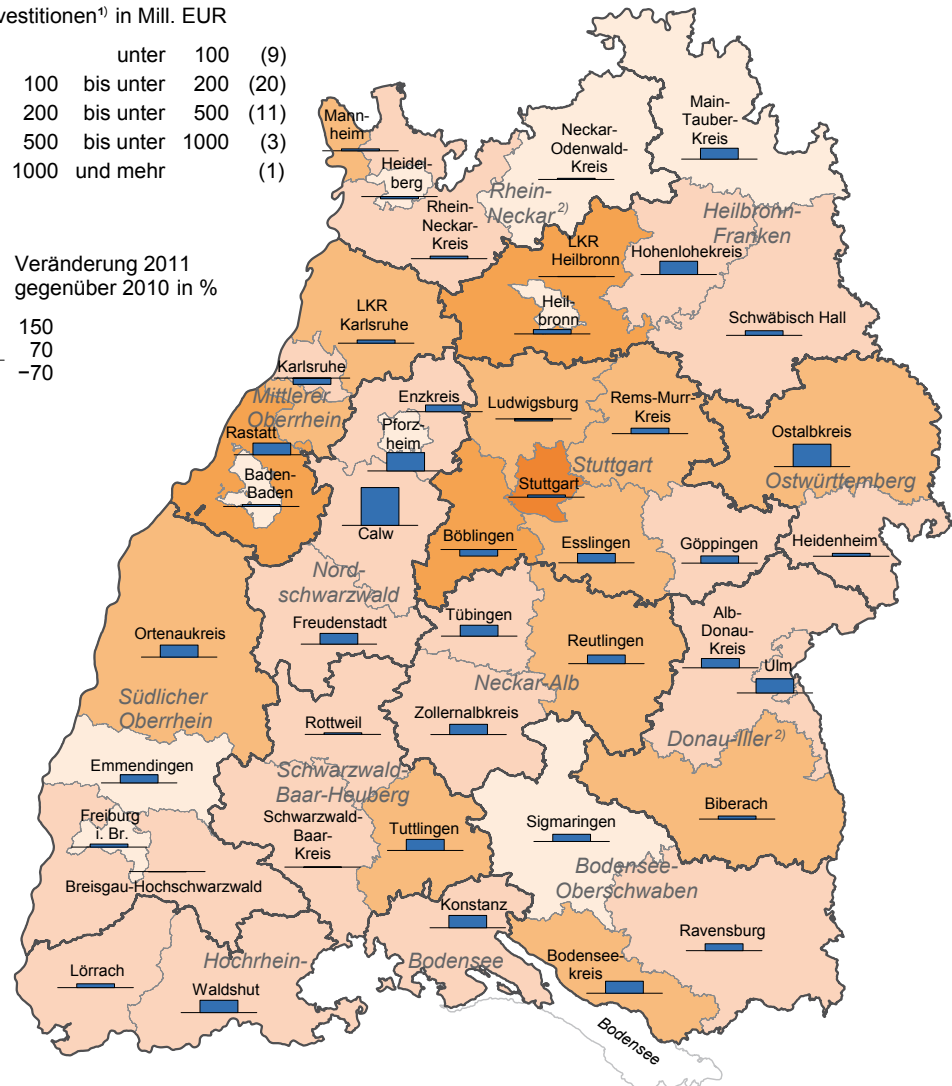 vestitionen¹⁾ in Mill. EUR
unter 100 (9)
100 bis unter 200 (20)
200 bis unter 500 (11)
500 bis unter 1000 (3)
1000 und mehr (1)
Veränderung 2011
gegenüber 2010 in %
150
70
−70
Main-
Tauber-
Kreis
Mann-
heim
Neckar-
Odenwald-
Kreis
Heidel-
berg
Rhein-
Neckar²⁾
Rhein-
Neckar-
Kreis
Heilbronn-
Franken
LKR
Heilbronn
Hohenlohekreis
Heil-
bronn
LKR
Karlsruhe
Schwäbisch Hall
Karlsruhe
Mittlerer
Oberrhein
Enzkreis
Ludwigsburg
Rems-Murr-
Kreis
Pforz-
heim
Rastatt
Ostalbkreis
Baden-
Baden
Stuttgart
Stuttgart
Ostwürttemberg
Calw
Böblingen
Esslingen
Göppingen
Heidenheim
Nord-
schwarzwald
Freudenstadt
Tübingen
Alb-
Donau-
Kreis
Ortenaukreis
Reutlingen
Ulm
Neckar-Alb
Südlicher
Oberrhein
Rottweil
Zollernalbkreis
Donau-Iller²⁾
Emmendingen
Schwarzwald-
Baar-Heuberg
Biberach
Freiburg
i. Br.
Schwarzwald-
Baar-
Kreis
Tuttlingen
Sigmaringen
Breisgau-Hochschwarzwald
Bodensee-
Oberschwaben
Konstanz
Ravensburg
Lörrach
Hochrhein-
Bodensee
Bodensee-
kreis
Waldshut
Bodensee